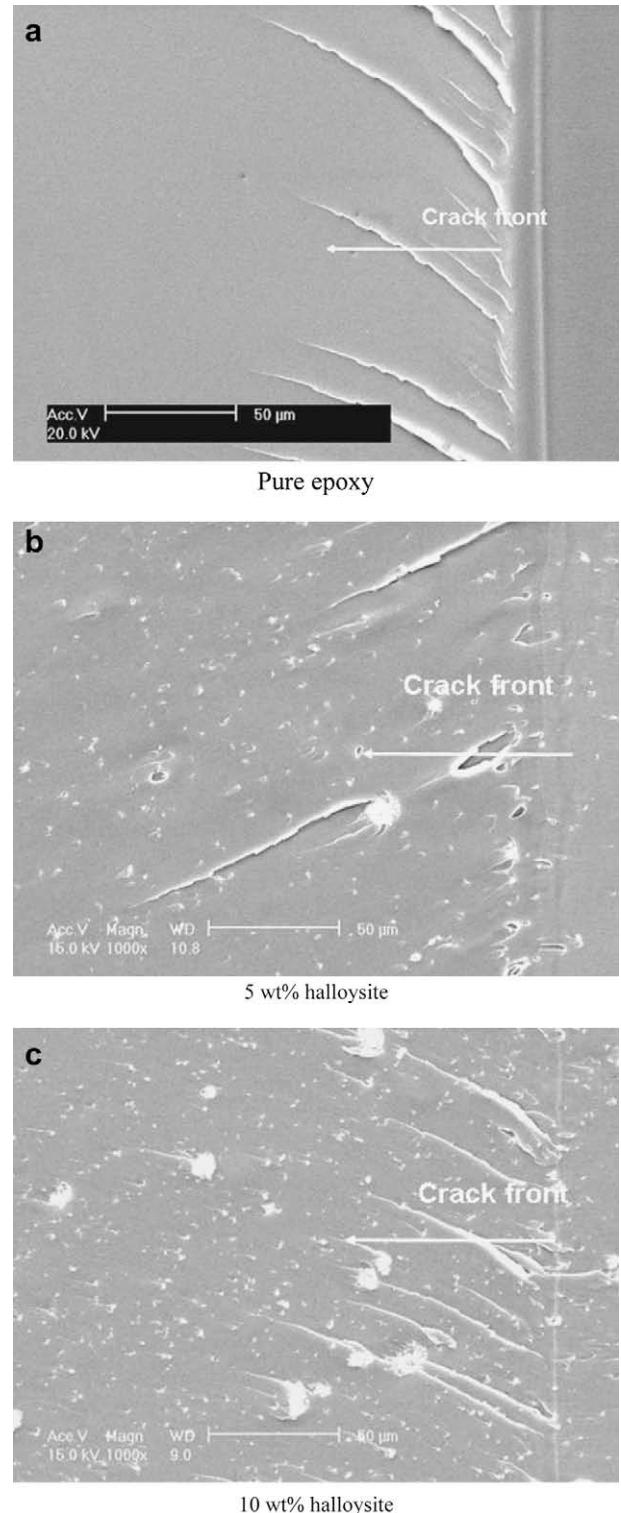 a
Crack front
Acc.V 50 µm
20.0 kV
Pure epoxy
b
Crack front
Acc.V Magn WD 50 µm
15.0 kV 1000x 10.8
5 wt% halloysite
c
Crack front
Acc.V Magn WD 50 µm
15.0 kV 1000x 9.0
10 wt% halloysite